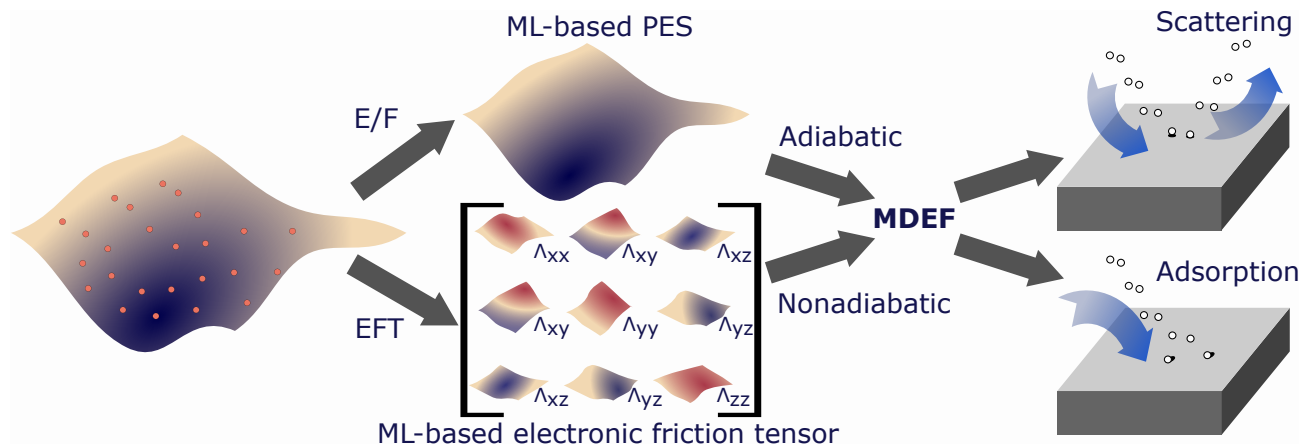 ML-based PES
E/F
EFT
Λxx Λxy Λxz
Λxy Λyy Λyz
Λxz Λyz Λzz
ML-based electronic friction tensor
Adiabatic
MDEF
Nonadiabatic
Scattering
Adsorption